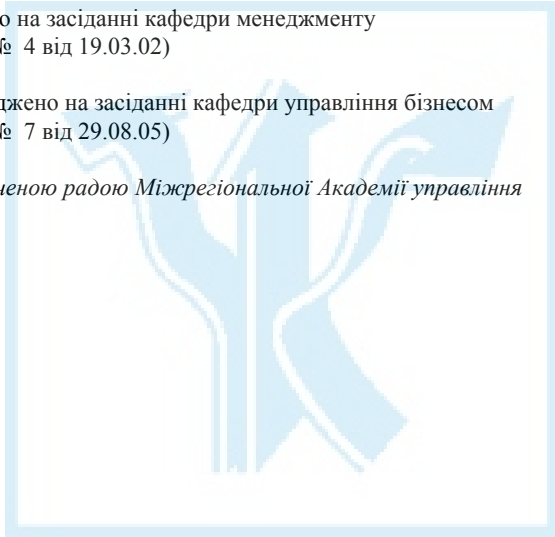 о на засіданні кафедри менеджменту
№ 4 від 19.03.02)
джено на засіданні кафедри управління бізнесом
№ 7 від 29.08.05)
ченою радою Міжрегіональної Академії управління